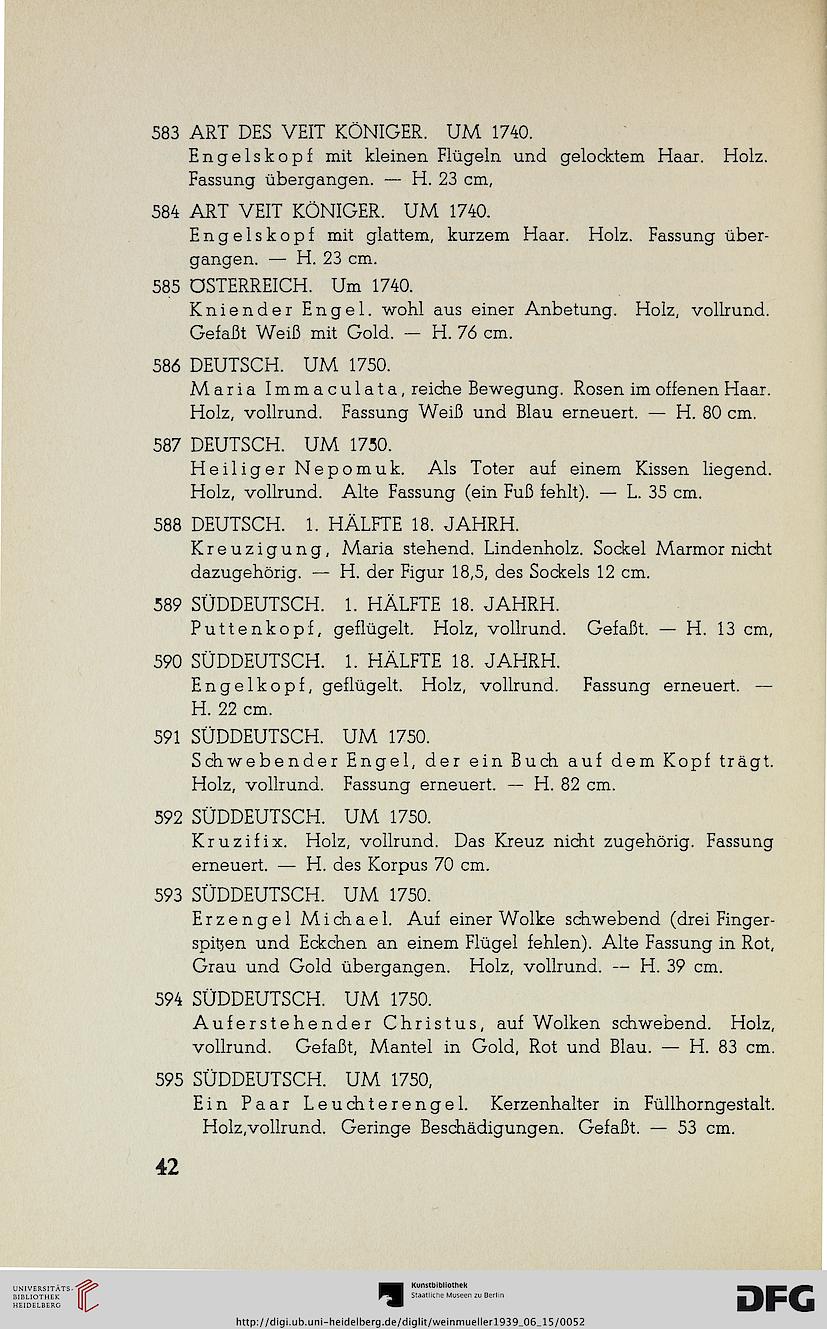 583 ART DES VEIT KÖNIGER. UM 1740.
Engelskopf mit kleinen Flügeln und gelocktem Haar. Holz.
Fassung übergangen. — H. 23 cm,
584 ART VEIT KÖNIGER. UM 1740.
Engelskopf mit glattem, kurzem Haar. Holz. Fassung über-
gangen. — H. 23 cm.
585 ÖSTERREICH. Um 1740.
Kniender Engel. wohl aus einer Anbetung. Holz, vollrund.
Gefaßt Weiß mit Gold. — H. 76 cm.
586 DEUTSCH. UM 1750.
Maria Immaculata, reiche Bewegung. Rosen im offenen Haar.
Holz, vollrund. Fassung Weiß und Blau erneuert. — H. 80 cm.
587 DEUTSCH. UM 1750.
Heiliger Nepomuk. Als Toter auf einem Kissen liegend.
Holz, vollrund. Alte Fassung (ein Fuß fehlt). — L. 35 cm.
588 DEUTSCH. 1. HÄLFTE 18. JAHRH.
Kreuzigung, Maria stehend. Lindenholz. Sockel Marmor nicht
dazugehörig. — H. der Figur 18,5, des Sockels 12 cm.
589 SÜDDEUTSCH. 1. HÄLFTE 18. JAHRH.
Puttenkopf, geflügelt. Holz, vollrund. Gefaßt. — H. 13 cm,
590 SÜDDEUTSCH. 1. HÄLFTE 18. JAHRH.
Engelkopf, geflügelt. Holz, vollrund. Fassung erneuert. —
H. 22 cm.
591 SÜDDEUTSCH. UM 1750.
Schwebender Engel, der ein Buch auf dem Kopf trägt.
Holz, vollrund. Fassung erneuert. — H. 82 cm.
592 SÜDDEUTSCH. UM 1750.
Kruzifix. Holz, vollrund. Das Kreuz nicht zugehörig. Fassung
erneuert. — H. des Korpus 70 cm.
593 SÜDDEUTSCH. UM 1750.
Erzengel Michael. Auf einer Wolke schwebend (drei Finger-
spitzen und Eckchen an einem Flügel fehlen). Alte Fassung in Rot,
Grau und Gold übergangen. Holz, vollrund. — H. 39 cm.
594 SÜDDEUTSCH. UM 1750.
Auferstehender Christus, auf Wolken schwebend. Holz,
vollrund. Gefaßt, Mantel in Gold, Rot und Blau. — H. 83 cm.
595 SÜDDEUTSCH. UM 1750,
Ein Paar Leuchterengel. Kerzenhalter in Füllhorngestalt.
Holz,vollrund. Geringe Beschädigungen. Gefaßt. — 53 cm.
42
UNIVERSITÄTS-
BIBLIOTHEK
HEIDELBERG
Kunstbibliothek
Staatliche Museen zu Berlin
DFG
http://digi.ub.uni-heidelberg.de/diglit/weinmueller1939_06_15/0052